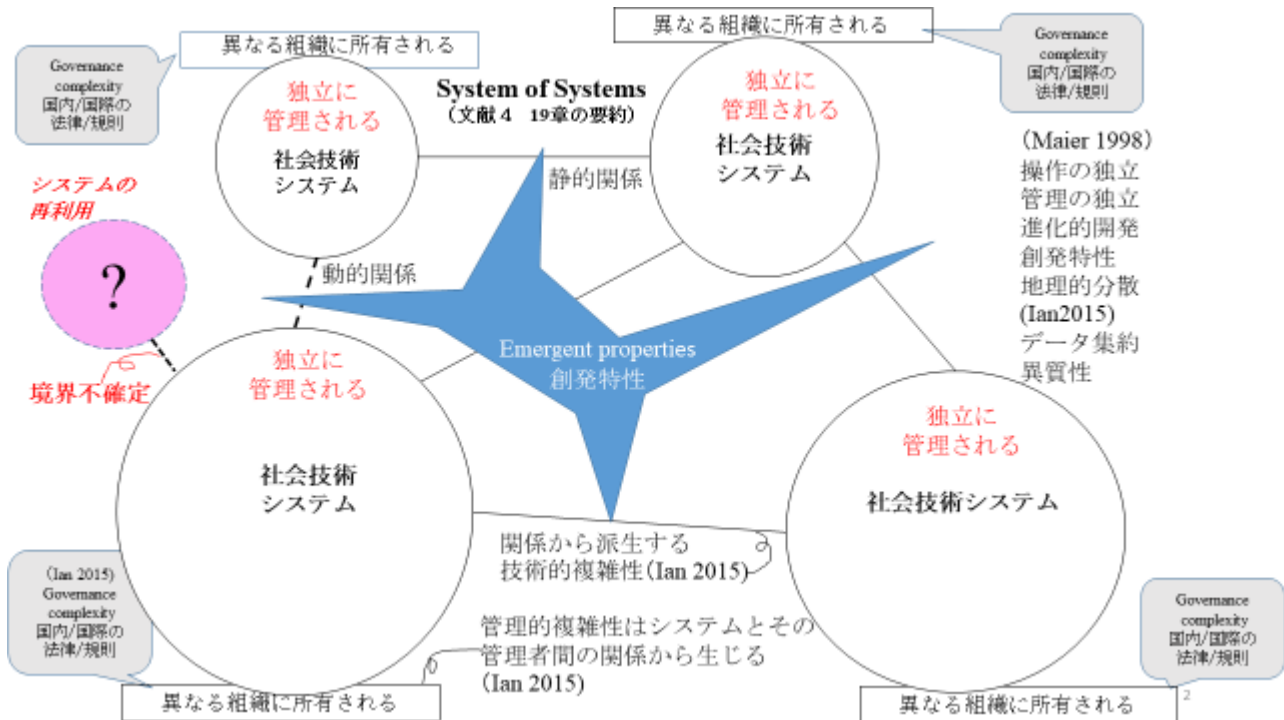 異なる組織に所有される
Governance
complexity
国内/国際の
法律/規則
独立に
管理される
社会技術
システム
System of Systems
(文献４　19章の要約)
異なる組織に所有される
Governance
complexity
国内/国際の
法律/規則
独立に
管理される
社会技術
システム
静的関係
(Maier 1998)
操作の独立
管理の独立
進化的開発
創発特性
地理的分散
(Ian2015)
データ集約
異質性
システムの
再利用
?
動的関係
境界不確定
Emergent properties
創発特性
独立に
管理される
社会技術
システム
独立に
管理される
社会技術システム
関係から派生する
技術的複雑性(Ian 2015)
管理的複雑性はシステムとその
管理者間の関係から生じる
(Ian 2015)
(Ian 2015)
Governance
complexity
国内/国際の
法律/規則
異なる組織に所有される
Governance
complexity
国内/国際の
法律/規則
異なる組織に所有される
2